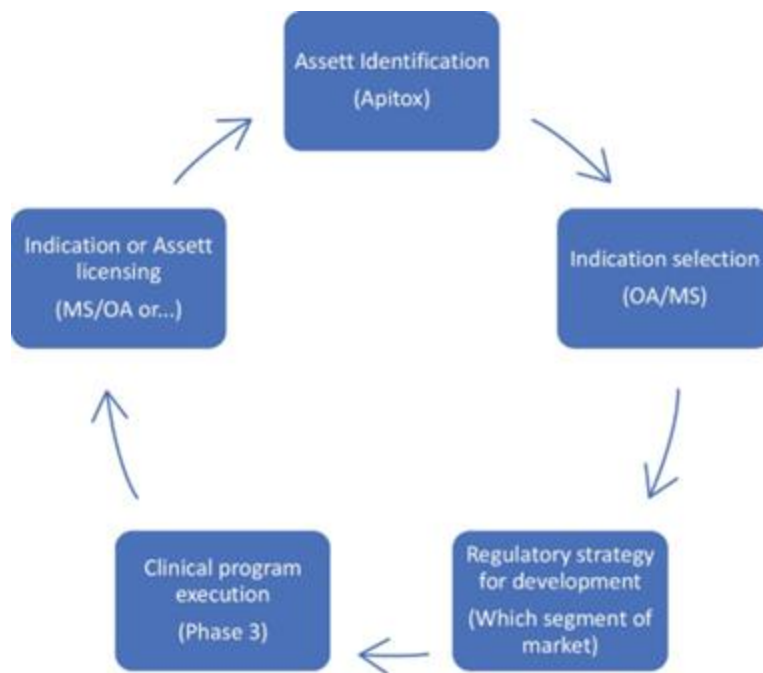 Assett Identification
(Apitox)
Indication selection
(OA/MS)
Regulatory strategy
for development
(Which segment of
market)
Clinical program
execution
(Phase 3)
Indication or Assett
licensing
(MS/OA or...)